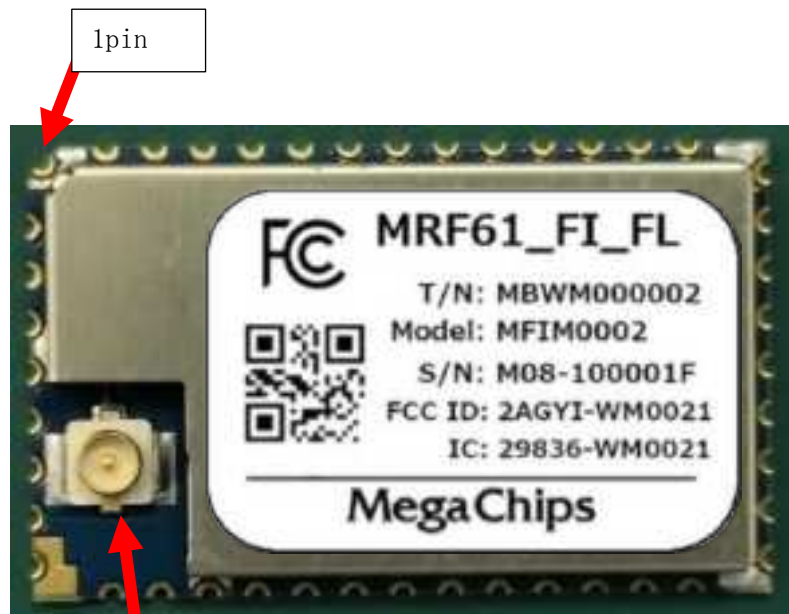 1pin
FC
MRF61_FI_FL
T/N: MBWM000002
Model: MFIM0002
S/N: M08-100001F
FCC ID: 2AGYI-WM0021
IC: 29836-WM0021
MegaChips